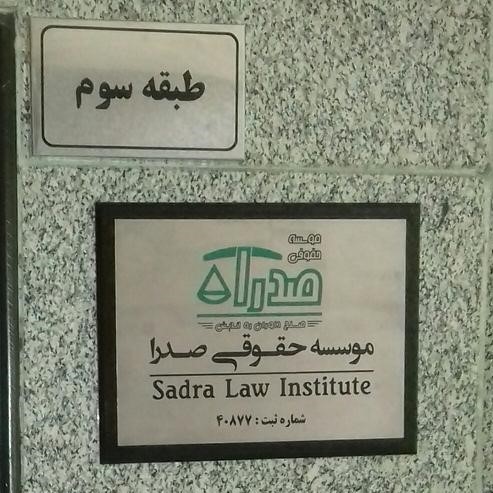 طبقه سوم
موسسه
حقوقی
صدرا
موسسه حقوقی صدرا
Sadra Law Institute
شماره ثبت : ۴۰۸۷۷